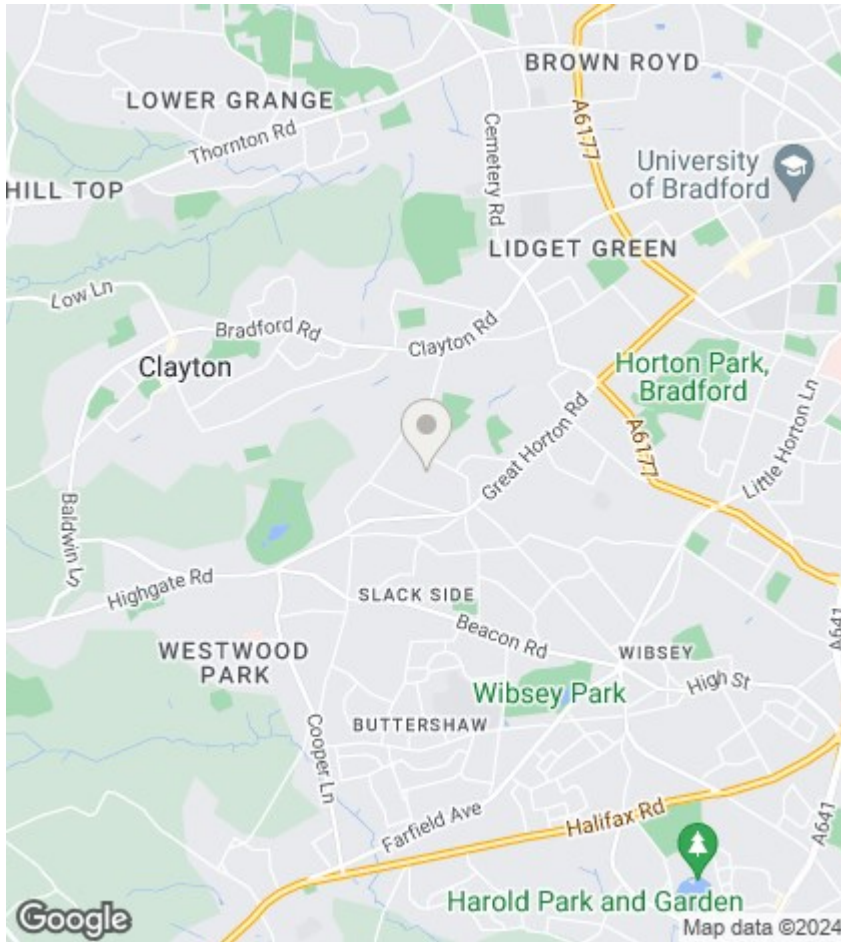 BROWN ROYD
LOWER GRANGE
A6177
Thornton Rd
Cemetery Rd
University
of Bradford
HILL TOP
LIDGET GREEN
Low Ln
Bradford Rd
Clayton Rd
Clayton
Horton Park,
Bradford
Great Horton Rd
A6177
Little Horton Ln
Baldwin Ln
Highgate Rd
SLACK SIDE
Beacon Rd
WIBSEY
A641
WESTWOOD
PARK
Wibsey Park
High St
Cooper Ln
BUTTERSHAW
Farfield Ave
Halifax Rd
A641
Harold Park and Garden
Google
Map data ©2024